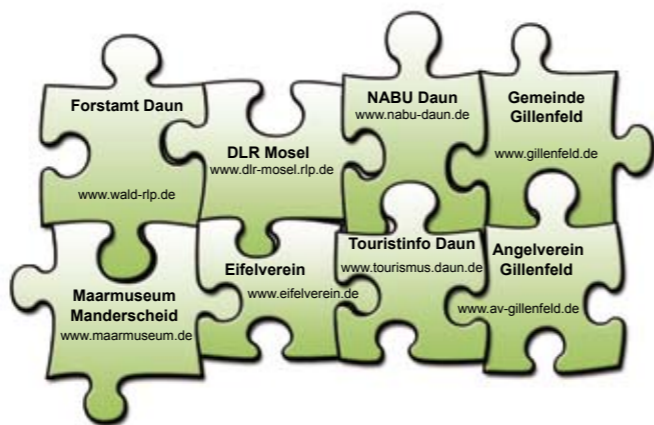 Forstamt Daun
www.wald-rlp.de
DLR Mosel
www.dlr-mosel.rlp.de
NABU Daun
www.nabu-daun.de
Gemeinde
Gillenfeld
www.gillenfeld.de
Maarmuseum
Manderscheid
www.maarmuseum.de
Eifelverein
www.eifelverein.de
Touristinfo Daun
www.tourismus.daun.de
Angelverein
Gillenfeld
www.av-gillenfeld.de